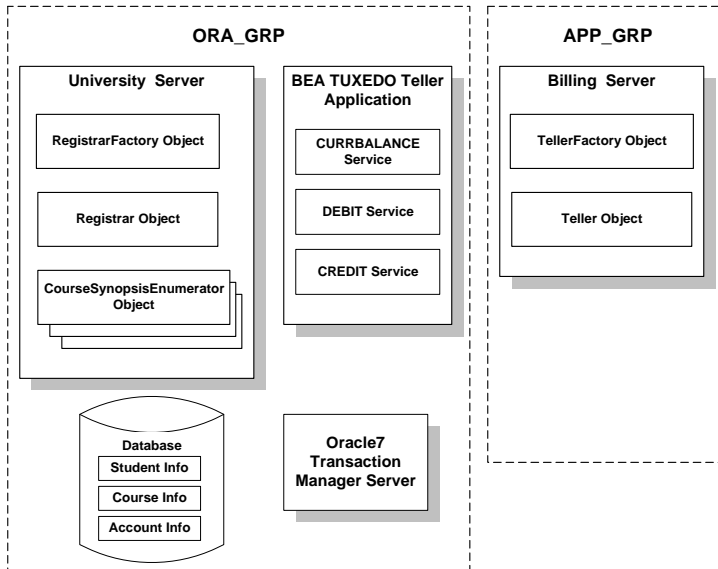 ORA_GRP
University Server
RegistrarFactory Object
Registrar Object
CourseSynopsisEnumerator
Object
BEA TUXEDO Teller
Application
CURRBALANCE
Service
DEBIT Service
CREDIT Service
Database
Student Info
Course Info
Account Info
Oracle7
Transaction
Manager Server
APP_GRP
Billing Server
TellerFactory Object
Teller Object